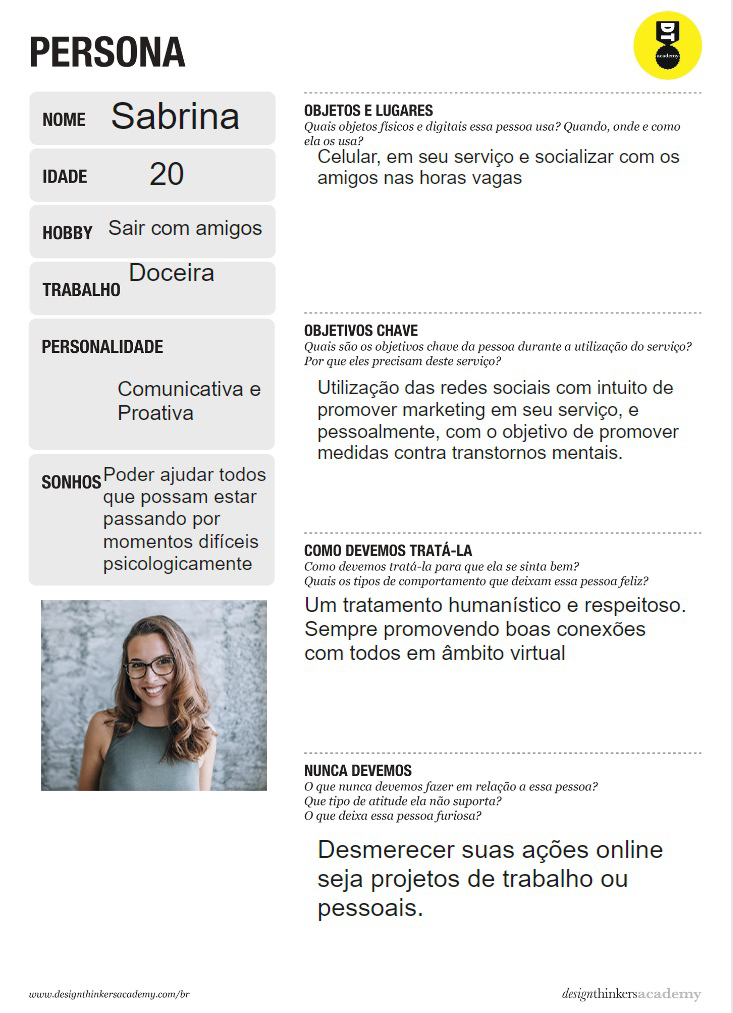 PERSONA
DT
academy
NOME Sabrina
IDADE 20
HOBBY Sair com amigos
TRABALHO Doceira
PERSONALIDADE
Comunicativa e
Proativa
SONHOS Poder ajudar todos
que possam estar
passando por
momentos difíceis
psicologicamente
OBJETOS E LUGARES
Quais objetos físicos e digitais essa pessoa usa? Quando, onde e como
ela os usa?
Celular, em seu serviço e socializar com os
amigos nas horas vagas
OBJETIVOS CHAVE
Quais são os objetivos chave da pessoa durante a utilização do serviço?
Por que eles precisam deste serviço?
Utilização das redes sociais com intuito de
promover marketing em seu serviço, e
pessoalmente, com o objetivo de promover
medidas contra transtornos mentais.
COMO DEVEMOS TRATÁ-LA
Como devemos tratá-la para que ela se sinta bem?
Quais os tipos de comportamento que deixam essa pessoa feliz?
Um tratamento humanístico e respeitoso.
Sempre promovendo boas conexões
com todos em âmbito virtual
NUNCA DEVEMOS
O que nunca devemos fazer em relação a essa pessoa?
Que tipo de atitude ela não suporta?
O que deixa essa pessoa furiosa?
Desmerecer suas ações online
seja projetos de trabalho ou
pessoais.
www.designthinkersacademy.com/br
designthinkersacademy